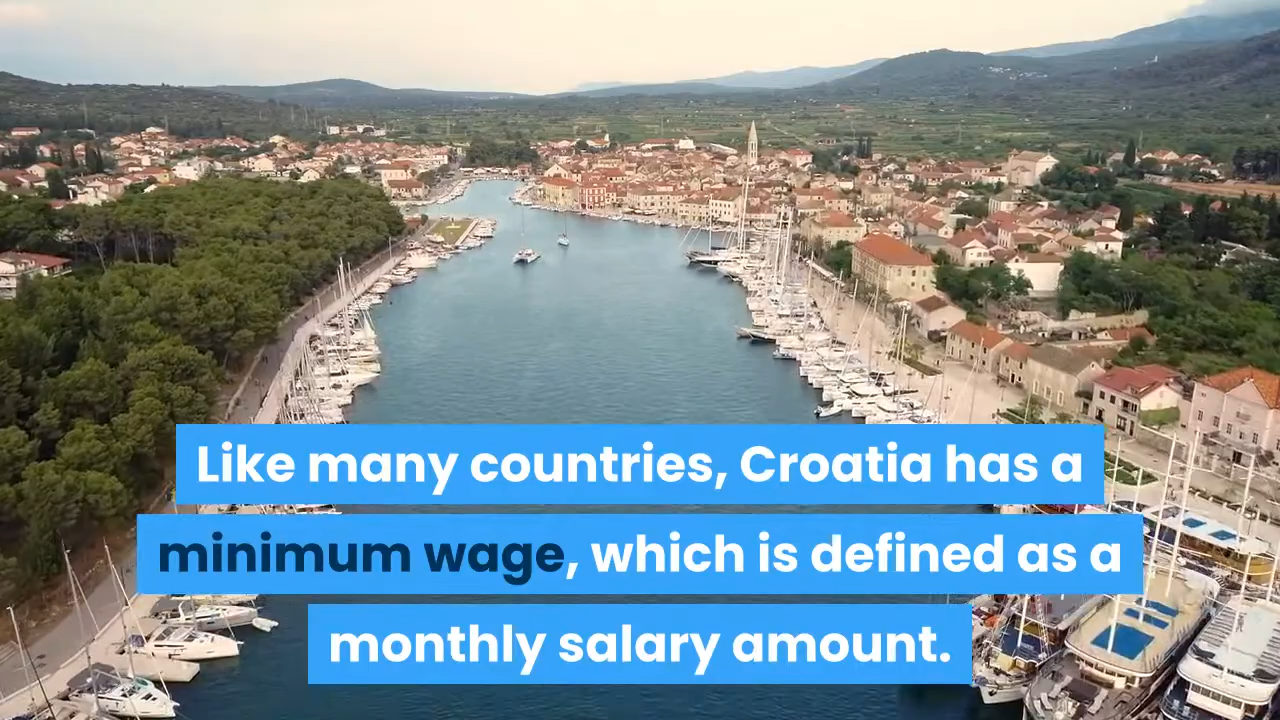 Like many countries, Croatia has a
minimum wage, which is defined as a
monthly salary amount.